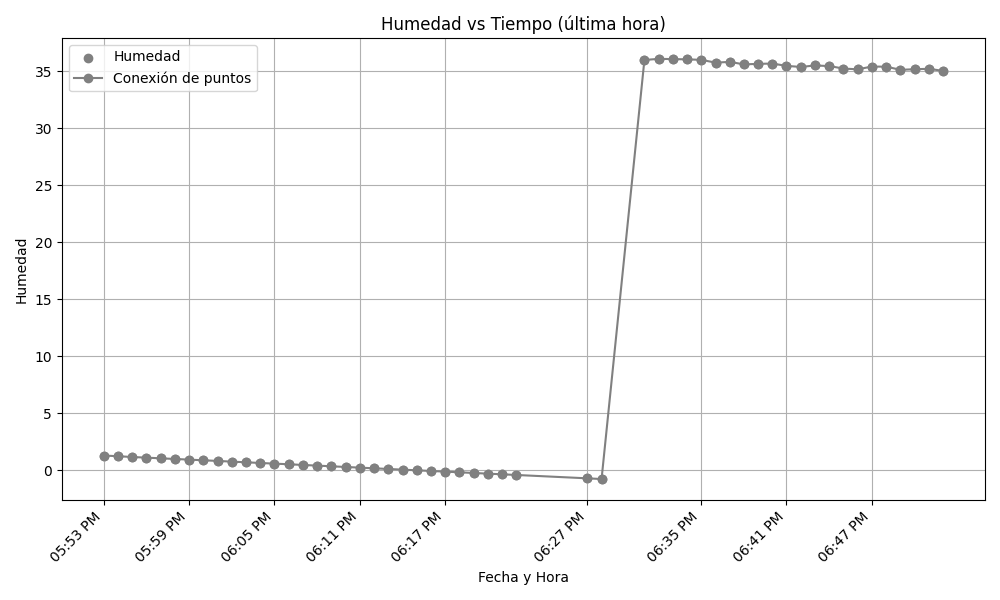 Humedad vs Tiempo (última hora)
Humedad
Conexión de puntos
35
30
25
20
15
10
5
0
Humedad
05:53 PM
05:59 PM
06:05 PM
06:11 PM
06:17 PM
06:27 PM
06:35 PM
06:41 PM
06:47 PM
Fecha y Hora